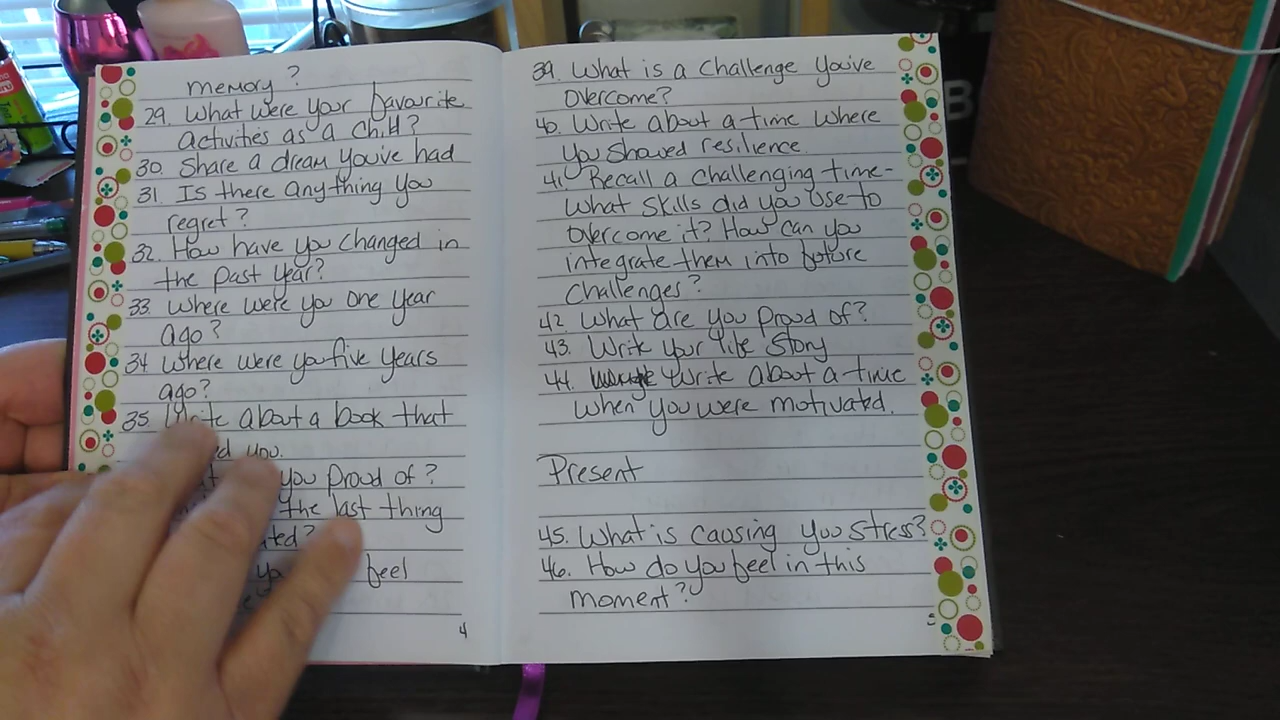 memory?
29. What were your favourite
activities as a child?
30. Share a dream you've had
31. Is there anything you
regret?
32. How have you changed in
the past year?
33. Where were you one year
ago?
34 Where were you five years
ago?
35. Write about a book that
you.
you proud of?
the last thing
feel
4
39. What is a challenge you've
overcome?
40. Write about a time where
you showed resilience.
41. Recall a challenging time-
What skills did you use to
overcome it? How can you
integrate them into future
challenges?
42. What are you proud of?
43. Write your life story
44. Write about a time
when you were motivated.
Present
45. What is causing you stress?
46. How do you feel in this
moment?
B